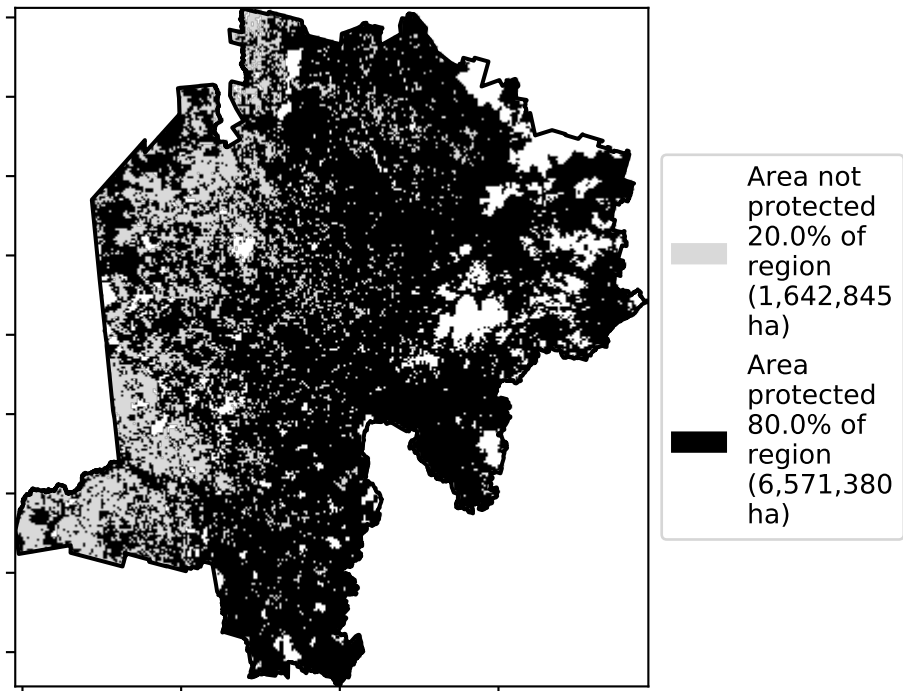 Area not
protected
20.0% of
region
(1,642,845
ha)
Area
protected
80.0% of
region
(6,571,380
ha)